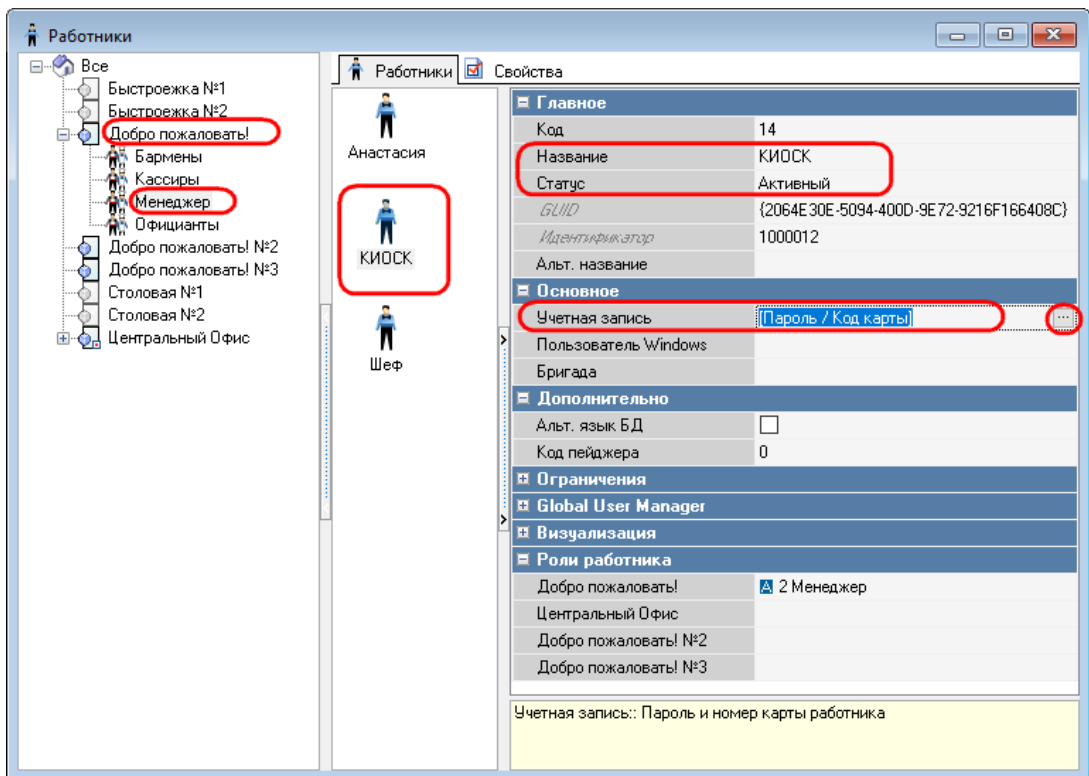 Работники
Все
Быстроежка №1
Быстроежка №2
Добро пожаловать!
Бармены
Кассиры
Менеджер
Официанты
Добро пожаловать! №2
Добро пожаловать! №3
Столовая №1
Столовая №2
Центральный Офис
Работники Свойства
Анастасия
КИОСК
Шеф
Главное
Код 14
Название КИОСК
Статус Активный
GUID {2064E30E-5094-400D-9E72-9216F166408C}
Идентификатор 1000012
Альт. название
Основное
Учетная запись [Пароль / Код карты] ...
Пользователь Windows
Бригада
Дополнительно
Альт. язык БД
Код пейджера 0
Ограничения
Global User Manager
Визуализация
Роли работника
Добро пожаловать! A 2 Менеджер
Центральный Офис
Добро пожаловать! №2
Добро пожаловать! №3
Учетная запись:: Пароль и номер карты работника